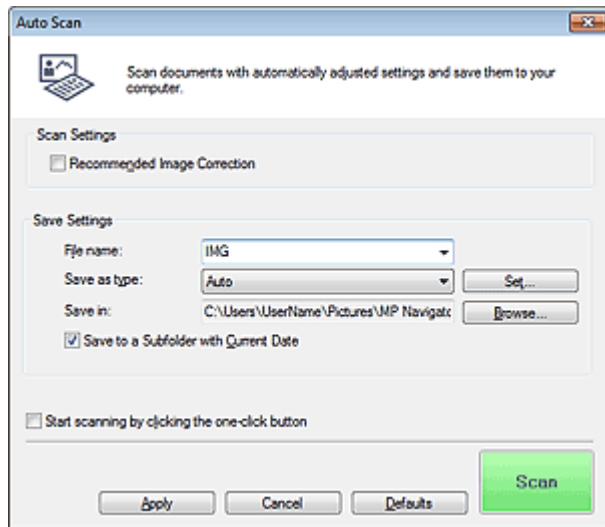 Auto Scan
Scan documents with automatically adjusted settings and save them to your
computer.
Scan Settings
Recommended Image Correction
Save Settings
File name:
IMG
Save as type:
Auto
Set...
Save in:
C:\Users\UserName\Pictures\MP Navigatc
Browse...
Save to a Subfolder with Current Date
Start scanning by clicking the one-click button
Scan
Apply
Cancel
Defaults